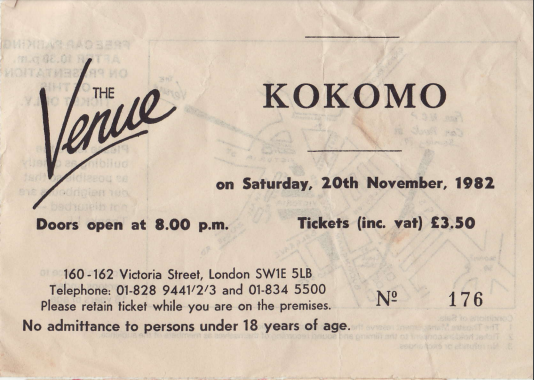 THE
Venue
KOKOMO
on Saturday, 20th November, 1982
Doors open at 8.00 p.m.
Tickets (inc. vat) £3.50
160-162 Victoria Street, London SW1E 5LB
Telephone: 01-828 9441/2/3 and 01-834 5500
Please retain ticket while you are on the premises.
Nº 176
No admittance to persons under 18 years of age.